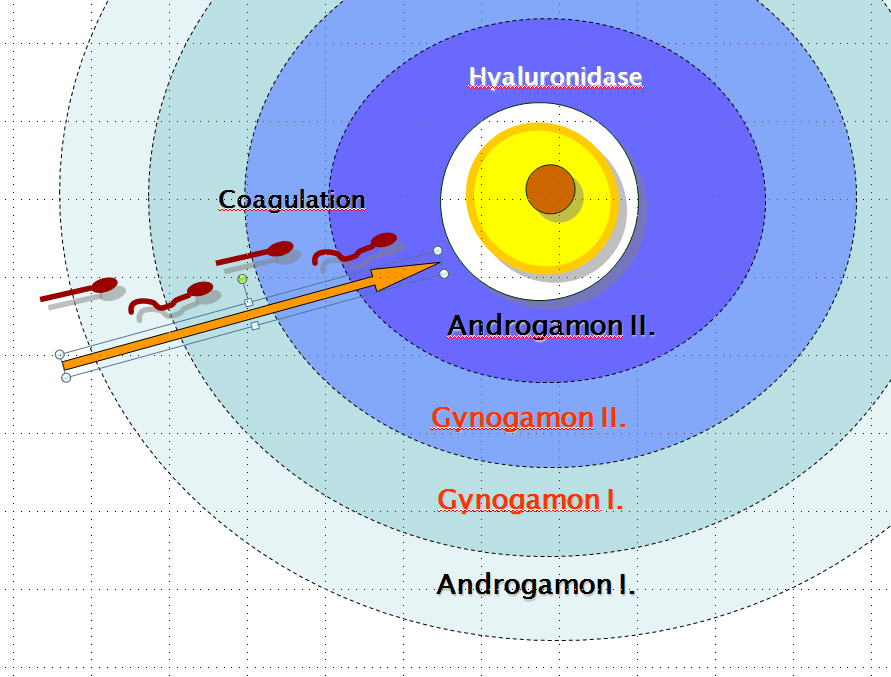 Hyaluronidase
Coagulation
Androgamon II.
Gynogamon II.
Gynogamon I.
Androgamon I.